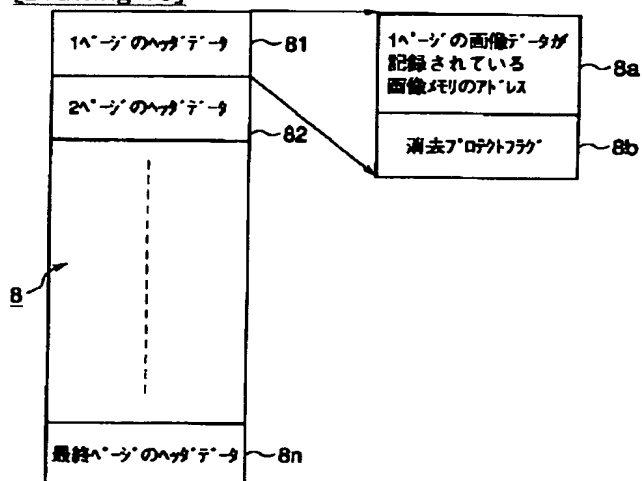 1ﾍﾟｰｼﾞのﾍｯﾀﾞﾃﾞｰﾀ
81
2ﾍﾟｰｼﾞのﾍｯﾀﾞﾃﾞｰﾀ
82
8
最終ﾍﾟｰｼﾞのﾍｯﾀﾞﾃﾞｰﾀ
8n
1ﾍﾟｰｼﾞの画像ﾃﾞｰﾀが
記録されている
画像ﾒﾓﾘのｱﾄﾞﾚｽ
8a
消去ﾌﾟﾛﾃｸﾄﾌﾗｸﾞ
8b